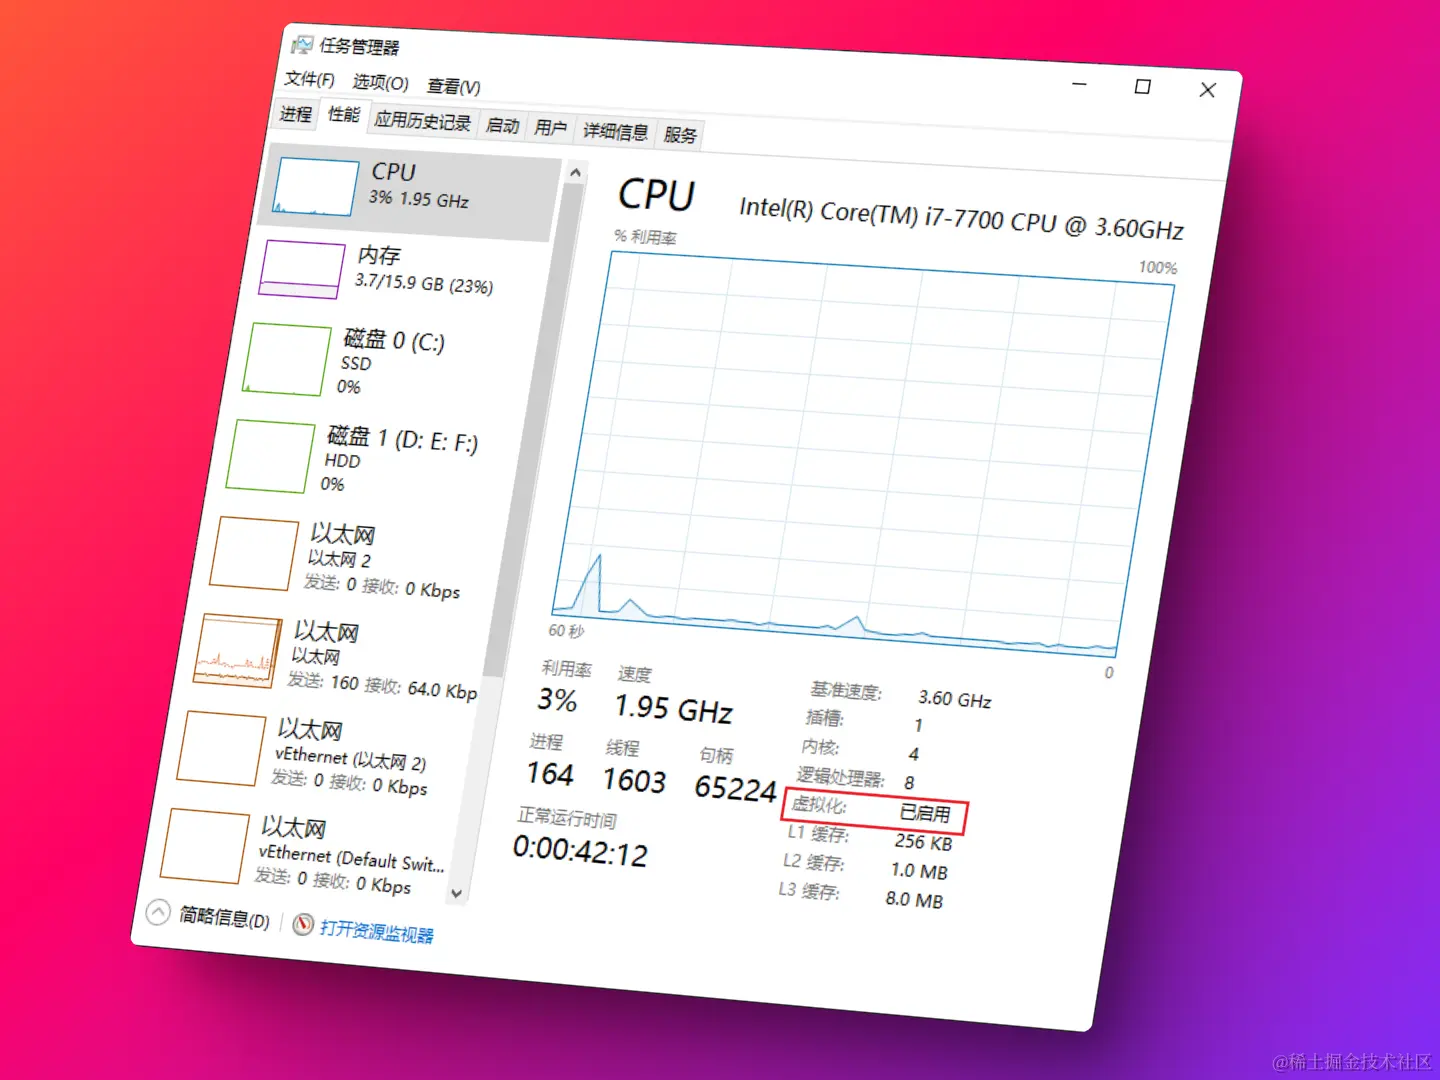 任务管理器
文件(F) 选项(O) 查看(V)
进程 性能 应用历史记录 启动 用户 详细信息 服务
CPU
3% 1.95 GHz
内存
3.7/15.9 GB (23%)
磁盘 0 (C:)
SSD
0%
磁盘 1 (D: E: F:)
HDD
0%
以太网
以太网 2
发送: 0 接收: 0 Kbps
以太网
以太网
发送: 160 接收: 64.0 Kbp
以太网
vEthernet (以太网 2)
发送: 0 接收: 0 Kbps
以太网
vEthernet (Default Swit...
发送: 0 接收: 0 Kbps
CPU Intel(R) Core(TM) i7-7700 CPU @ 3.60GHz
% 利用率 100%
60 秒 0
利用率 速度
3% 1.95 GHz
进程 线程 句柄
164 1603 65224
正常运行时间
0:00:42:12
基准速度: 3.60 GHz
插槽: 1
内核: 4
逻辑处理器: 8
虚拟化: 已启用
L1 缓存: 256 KB
L2 缓存: 1.0 MB
L3 缓存: 8.0 MB
简略信息(D) 打开资源监视器
@稀土掘金技术社区